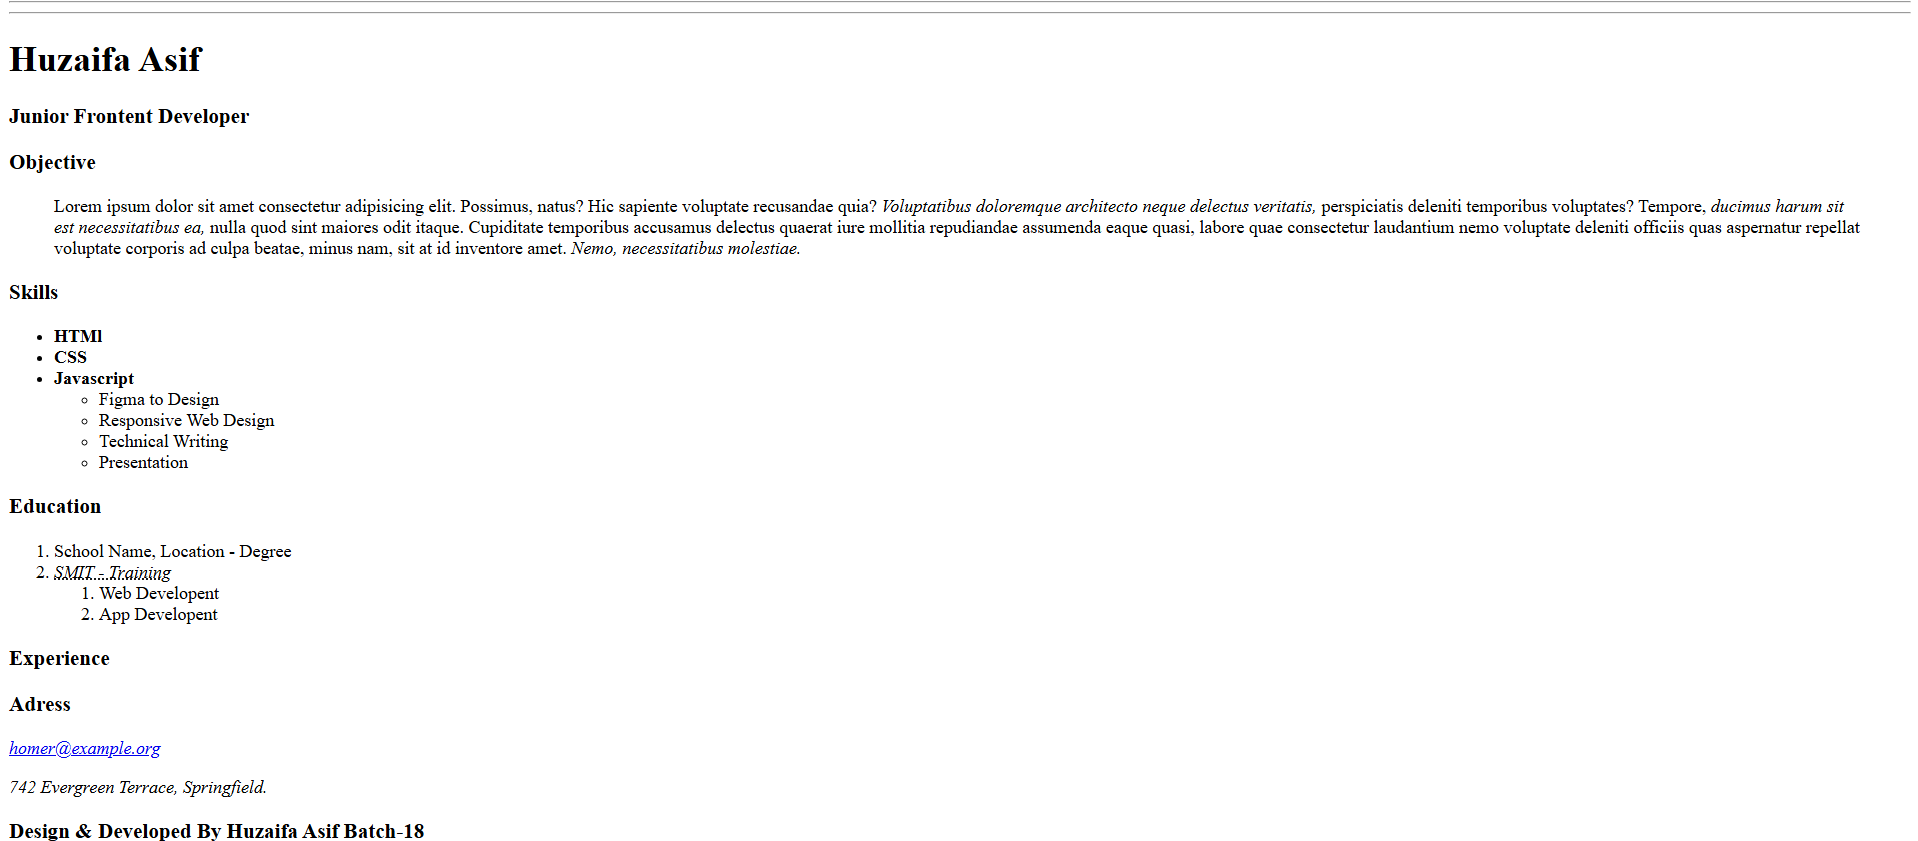 Huzaifa Asif
Junior Frontent Developer
Objective
Lorem ipsum dolor sit amet consectetur adipisicing elit. Possimus, natus? Hic sapiente voluptate recusandae quia? Voluptatibus doloremque architecto neque delectus veritatis, perspiciatis deleniti temporibus voluptates? Tempore, ducimus harum sit
est necessitatibus ea, nulla quod sint maiores odit itaque. Cupiditate temporibus accusamus delectus quaerat iure mollitia repudiandae assumenda eaque quasi, labore quae consectetur laudantium nemo voluptate deleniti officiis quas aspernatur repellat
voluptate corporis ad culpa beatae, minus nam, sit at id inventore amet. Nemo, necessitatibus molestiae.
Skills
• HTMl
• CSS
• Javascript
◦ Figma to Design
◦ Responsive Web Design
◦ Technical Writing
◦ Presentation
Education
1. School Name, Location - Degree
2. SMIT - Training
1. Web Developent
2. App Developent
Experience
Adress
homer@example.org
742 Evergreen Terrace, Springfield.
Design & Developed By Huzaifa Asif Batch-18